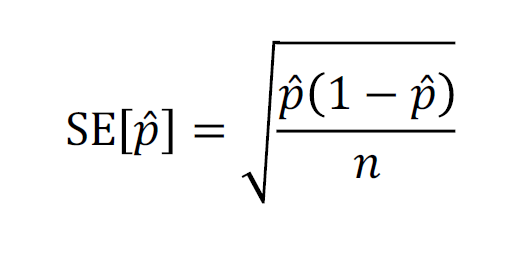 SE[p̂] = √(p̂(1 − p̂) / n)